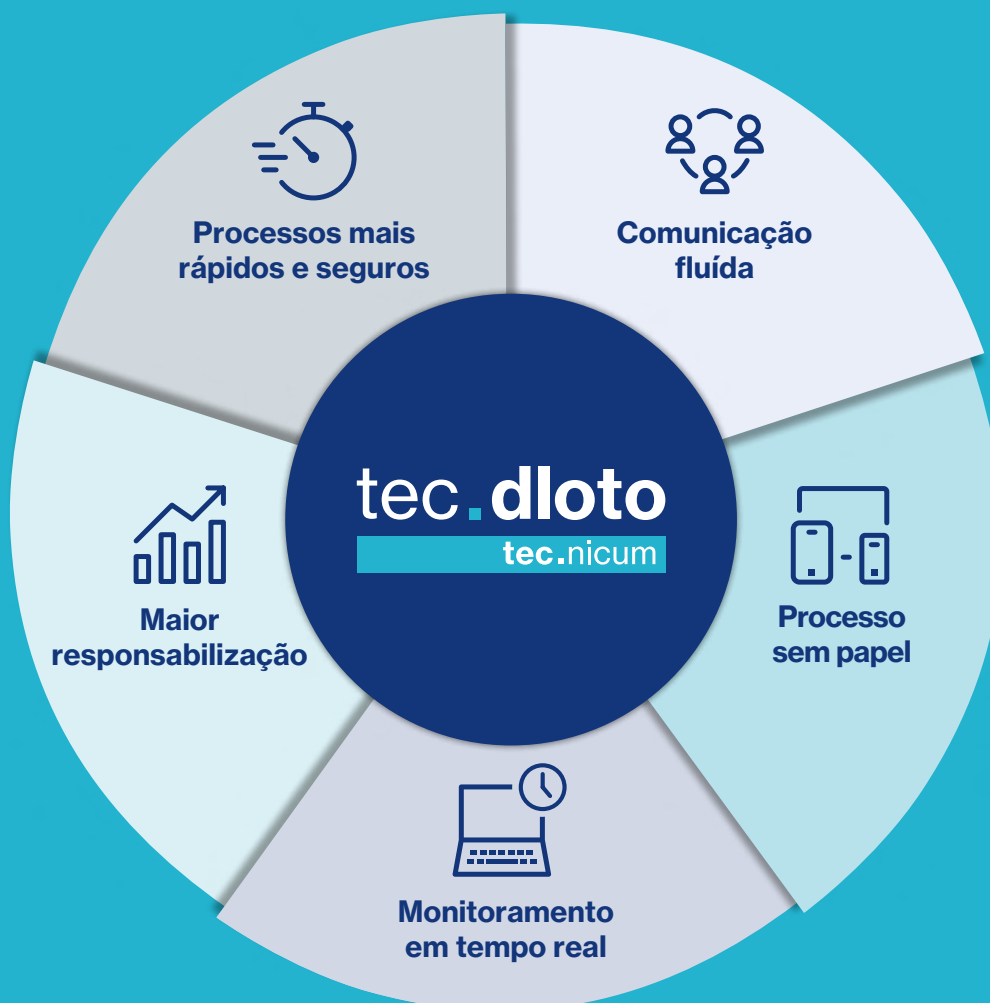 Processos mais
rápidos e seguros
Comunicação
fluída
tec.dloto
tec.nicum
Maior
responsabilização
Processo
sem papel
Monitoramento
em tempo real